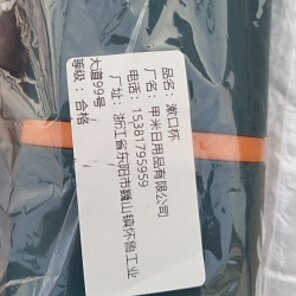 品名：漱口杯
厂名：甲米日用品有限公司
电话：15381795959
厂址：浙江省东阳市巍山镇怀鲁工业
大道99号
等级：合格